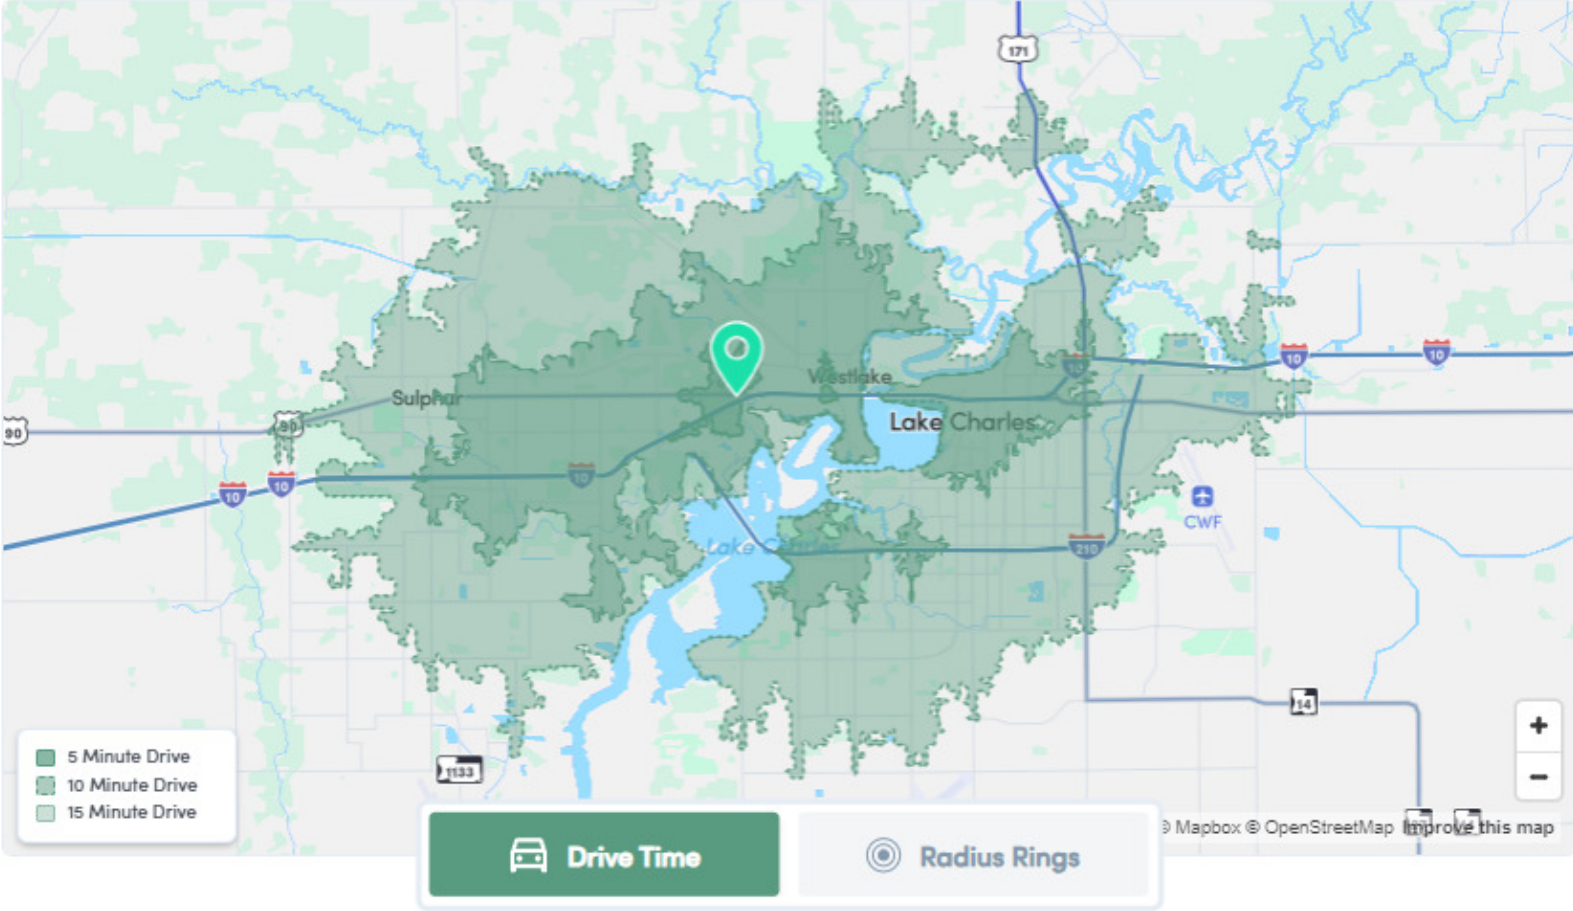 171
Sulphur
Westlake
90
90
Lake Charles
10
10
10
10
10
10
CWF
Lake Charles
210
14
1133
5 Minute Drive
10 Minute Drive
15 Minute Drive
+
−
© Mapbox © OpenStreetMap Improve this map
Drive Time
Radius Rings